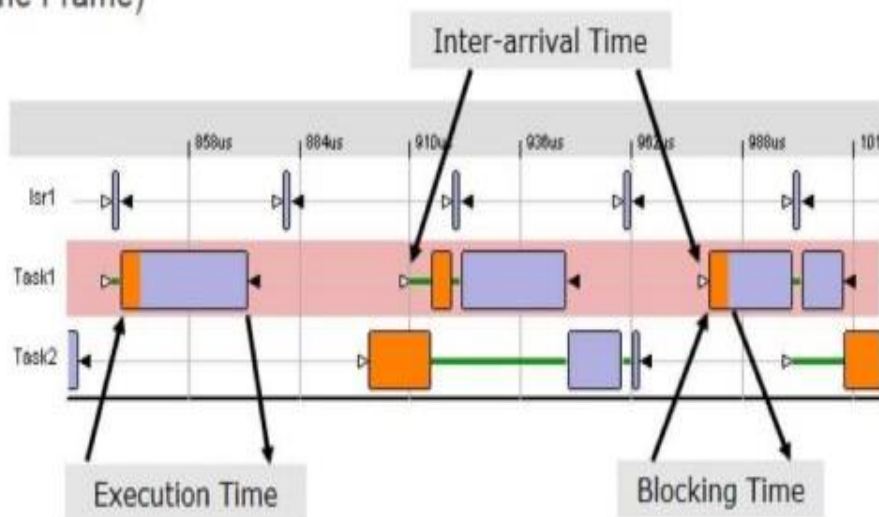 Inter-arrival Time
858us 884us 910us 936us 962us 988us
Isr1
Task1
Task2
Execution Time
Blocking Time